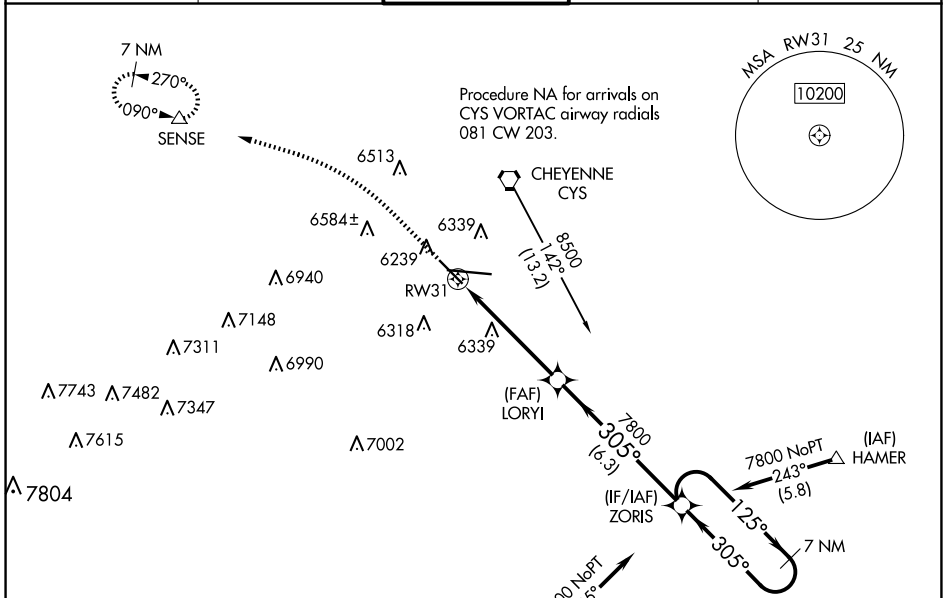 7 NM
270°
090°
SENSE
Procedure NA for arrivals on
CYS VORTAC airway radials
081 CW 203.
MSA RW31 25 NM
10200
6513
CHEYENNE
CYS
6584±
6339
6239
8500
142°
(13.2)
6940
RW31
7148
6318
6339
7311
6990
7743
7482
7347
(FAF)
LORYI
7615
7002
7800
305°
(6.3)
7800 NoPT
243°
(5.8)
(IAF)
HAMER
7804
(IF/IAF)
ZORIS
125°
305°
7 NM
NoPT